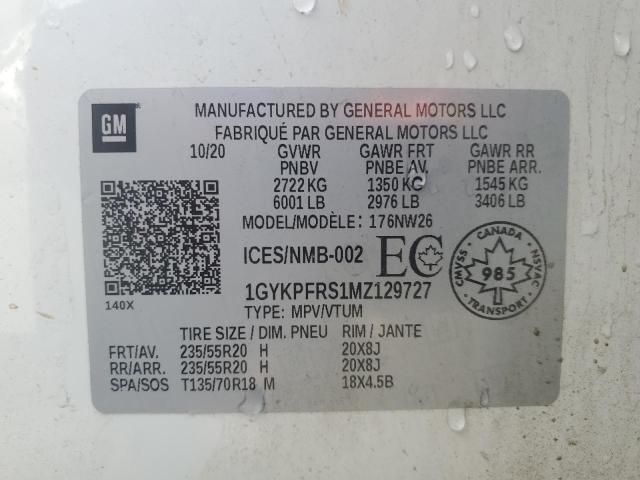 GM
MANUFACTURED BY GENERAL MOTORS LLC
FABRIQUÉ PAR GENERAL MOTORS LLC
10/20 GVWR GAWR FRT GAWR RR
PNBV PNBE AV. PNBE ARR.
2722 KG 1350 KG 1545 KG
6001 LB 2976 LB 3406 LB
MODEL/MODÈLE: 176NW26
ICES/NMB-002 EC
CANADA
CMVSS 985 NSVAC
TRANSPORT
140X
1GYKPFRS1MZ129727
TYPE: MPV/VTUM
TIRE SIZE / DIM. PNEU RIM / JANTE
FRT/AV. 235/55R20 H 20X8J
RR/ARR. 235/55R20 H 20X8J
SPA/SOS T135/70R18 M 18X4.5B